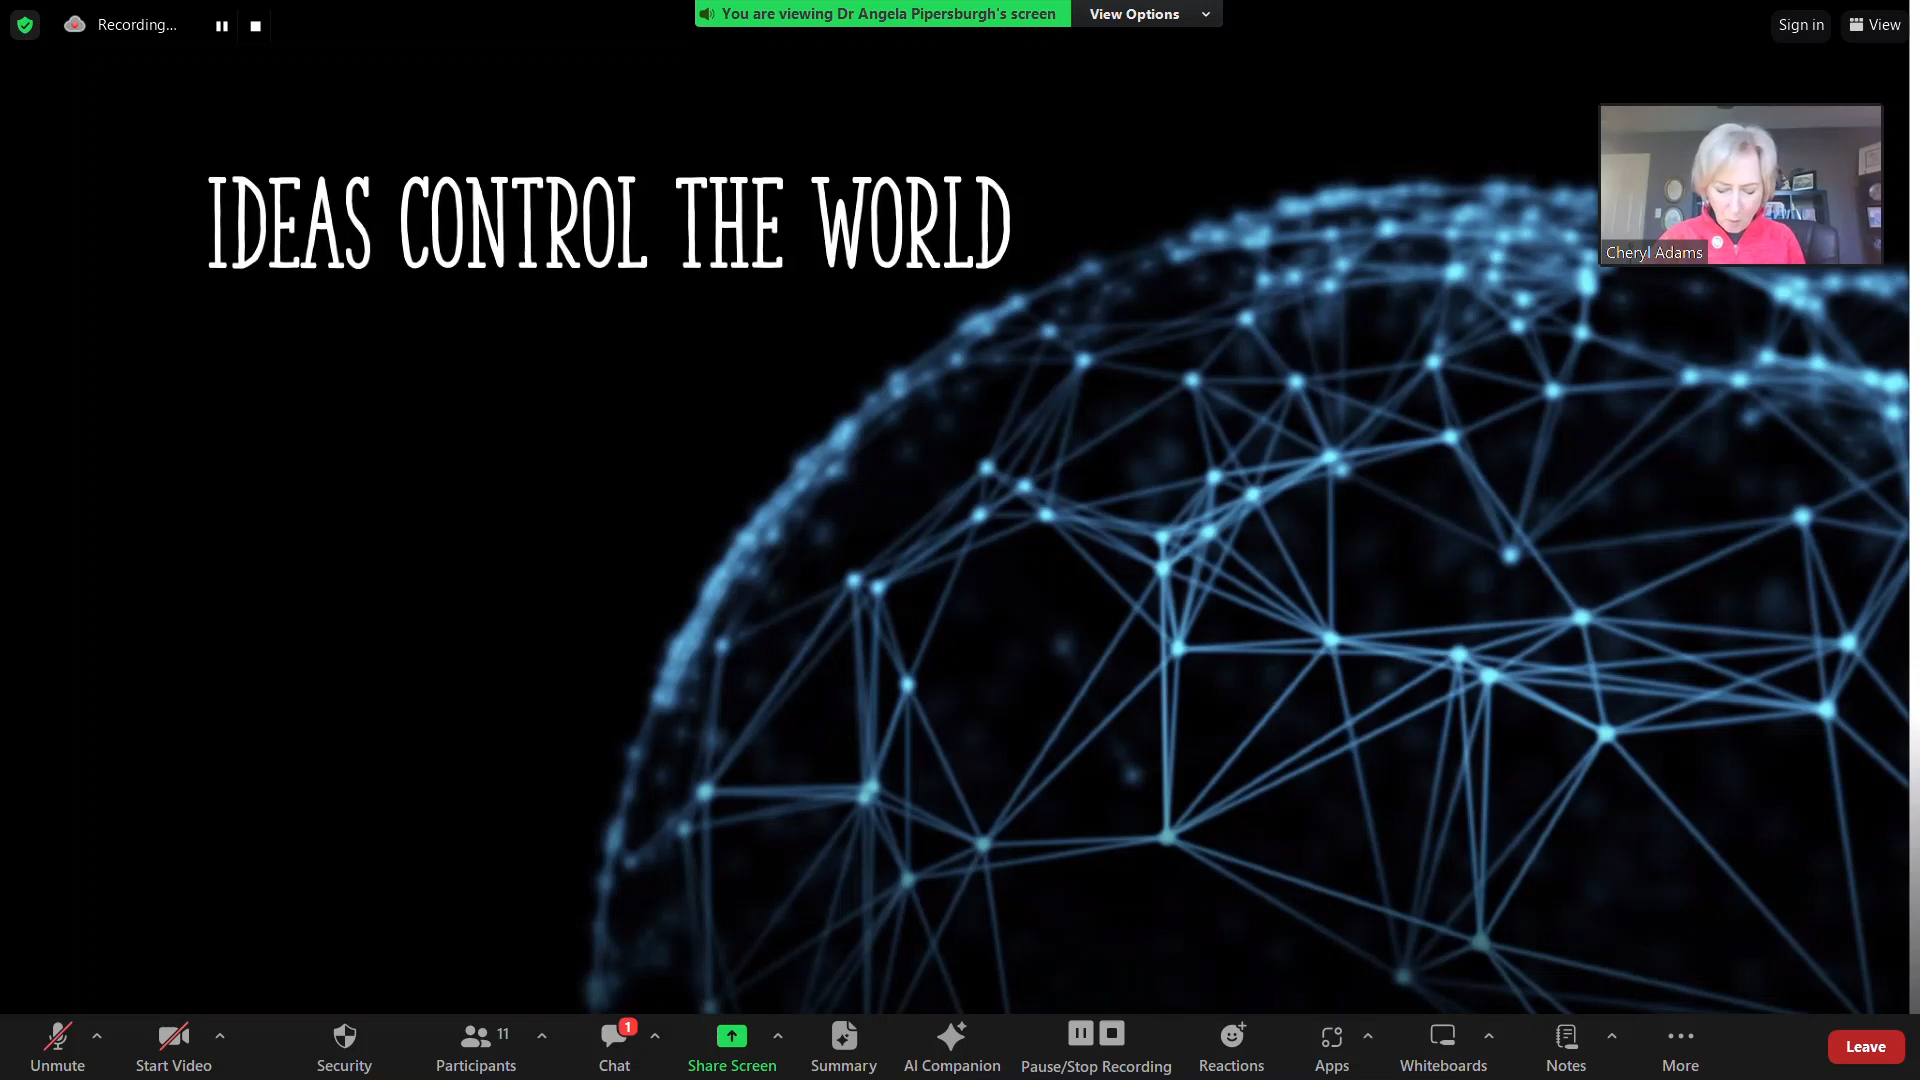 Recording...
You are viewing Dr Angela Pipersburgh's screen
View Options
Sign in
View
IDEAS CONTROL THE WORLD
Cheryl Adams
Unmute
Start Video
Security
11
Participants
1
Chat
Share Screen
Summary
AI Companion
Pause/Stop Recording
Reactions
Apps
Whiteboards
Notes
More
Leave